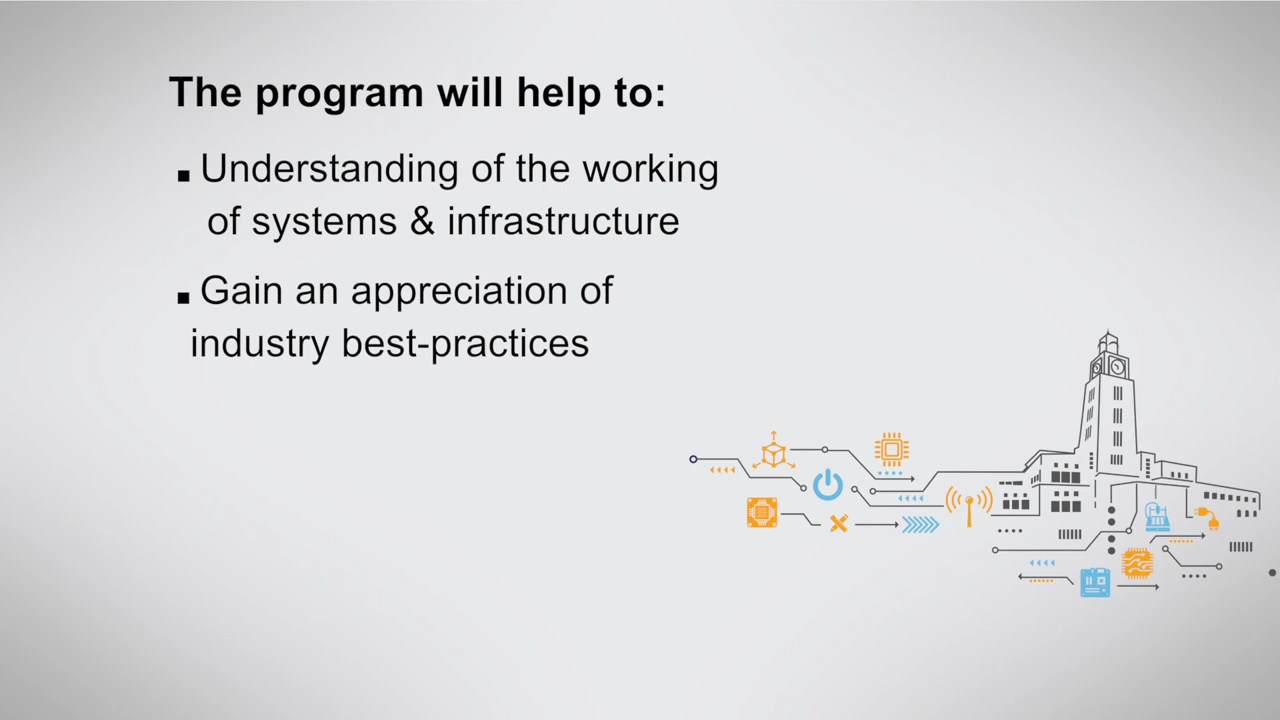 The program will help to:
▪ Understanding of the working
of systems & infrastructure
▪ Gain an appreciation of
industry best-practices